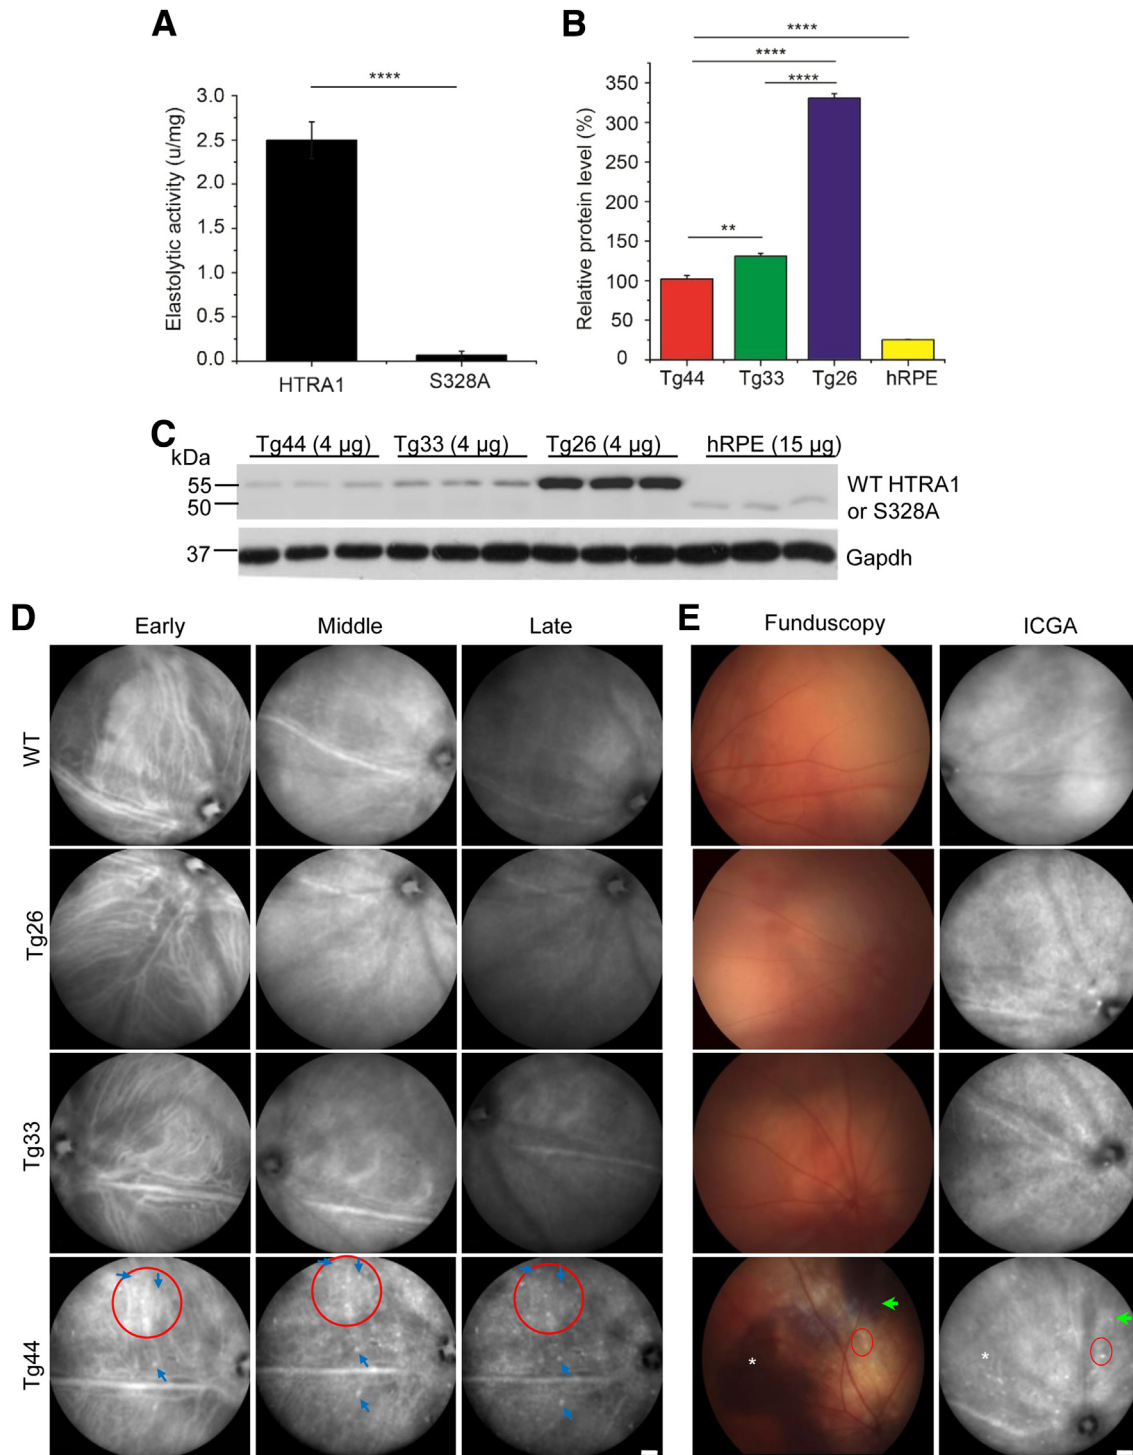 A
****
Elastolytic activity (u/mg)
3.0
2.5
2.0
1.5
1.0
0.5
0.0
HTRA1
S328A
B
****
****
****
**
Relative protein level (%)
350
300
250
200
150
100
50
0
Tg44
Tg33
Tg26
hRPE
C
kDa
Tg44 (4 µg)
Tg33 (4 µg)
Tg26 (4 µg)
hRPE (15 µg)
55
50
37
WT HTRA1
or S328A
Gapdh
D
Early
Middle
Late
WT
Tg26
Tg33
Tg44
E
Funduscopy
ICGA
*
*